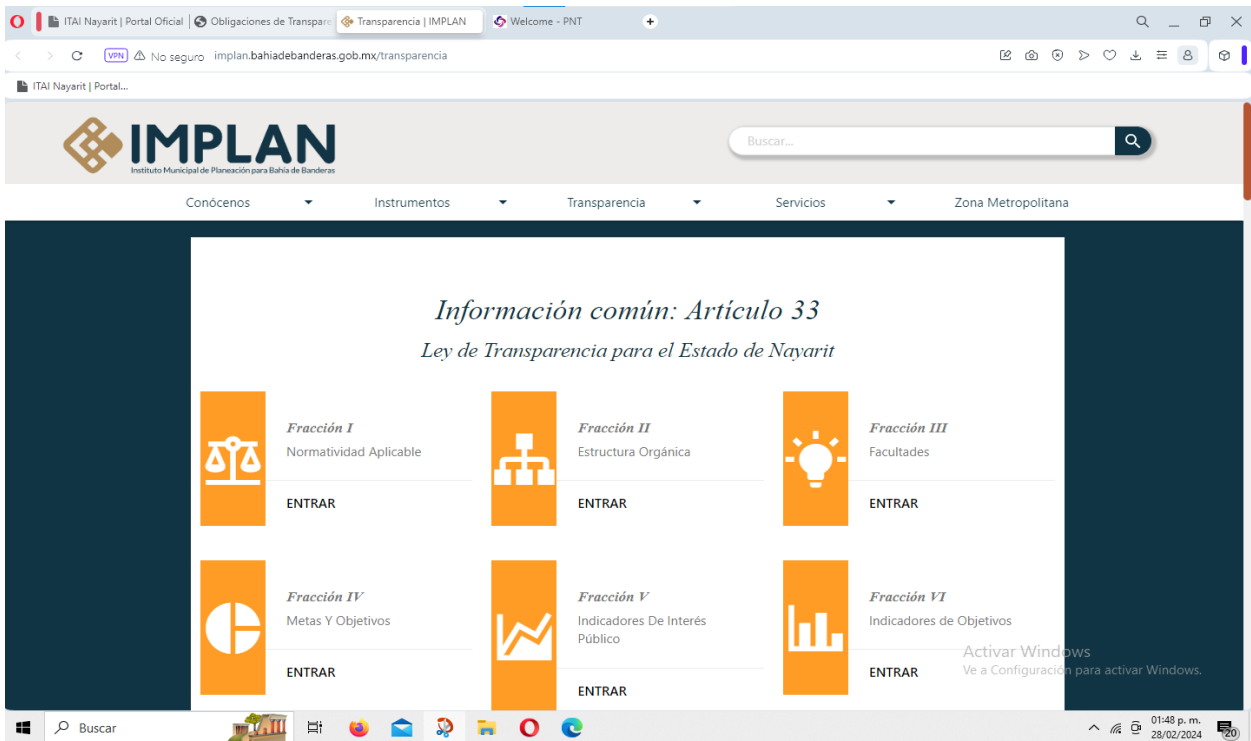 ITAI Nayarit | Portal Oficial
Obligaciones de Transpare
Transparencia | IMPLAN
Welcome - PNT
VPN
No seguro
implan.bahiadebanderas.gob.mx/transparencia
ITAI Nayarit | Portal...
IMPLAN
Instituto Municipal de Planeación para Bahía de Banderas
Buscar...
Conócenos
Instrumentos
Transparencia
Servicios
Zona Metropolitana
Información común: Artículo 33
Ley de Transparencia para el Estado de Nayarit
Fracción I
Normatividad Aplicable
ENTRAR
Fracción II
Estructura Orgánica
ENTRAR
Fracción III
Facultades
ENTRAR
Fracción IV
Metas Y Objetivos
ENTRAR
Fracción V
Indicadores De Interés
Público
ENTRAR
Fracción VI
Indicadores de Objetivos
ENTRAR
Activar Windows
Ve a Configuración para activar Windows.
Buscar
01:48 p. m.
28/02/2024
20